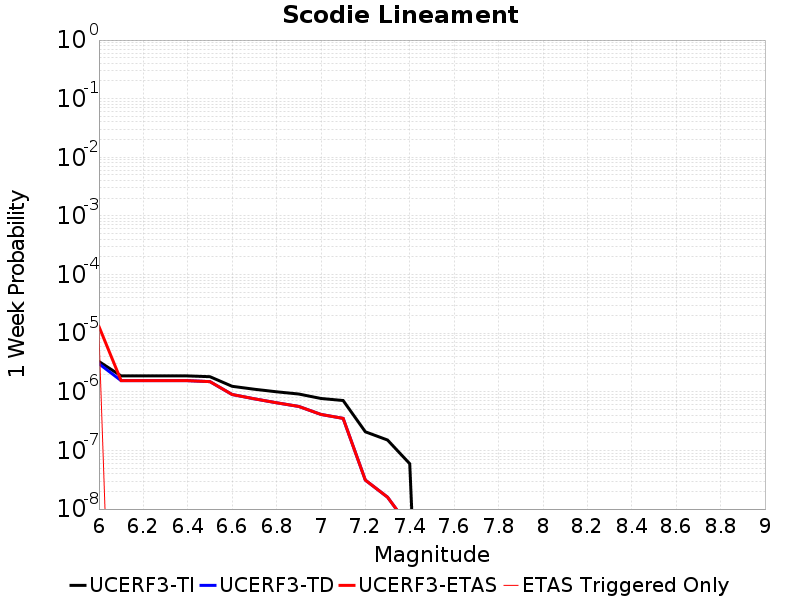 Scodie Lineament
1 Week Probability
10^0
10^-1
10^-2
10^-3
10^-4
10^-5
10^-6
10^-7
10^-8
6 6.2 6.4 6.6 6.8 7 7.2 7.4 7.6 7.8 8 8.2 8.4 8.6 8.8 9
Magnitude
UCERF3-TI UCERF3-TD UCERF3-ETAS ETAS Triggered Only